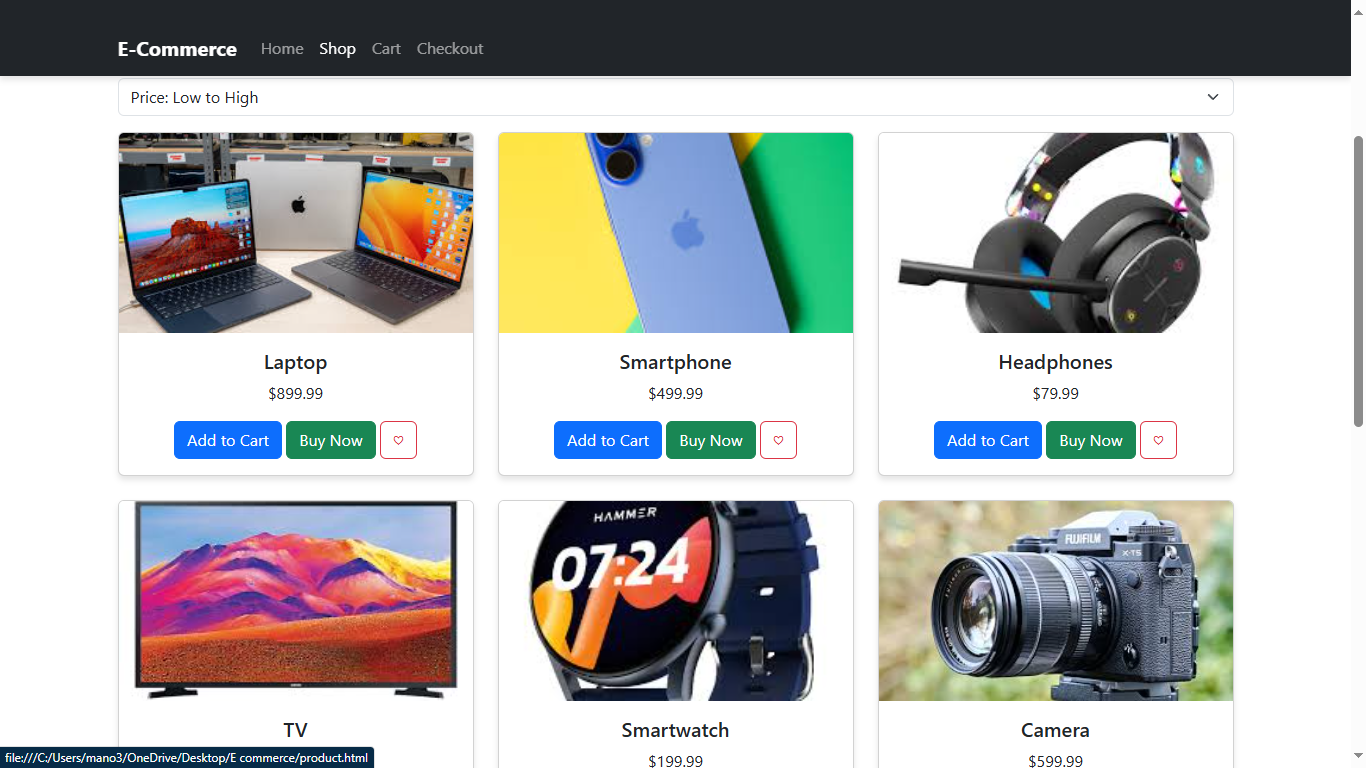 E-Commerce Home Shop Cart Checkout
Price: Low to High
Laptop
$899.99
Add to Cart Buy Now
Smartphone
$499.99
Add to Cart Buy Now
Headphones
$79.99
Add to Cart Buy Now
TV
HAMMER
07:24
Smartwatch
$199.99
FUJIFILM
X-T5
Camera
$599.99
file:///C:/Users/mano3/OneDrive/Desktop/E commerce/product.html